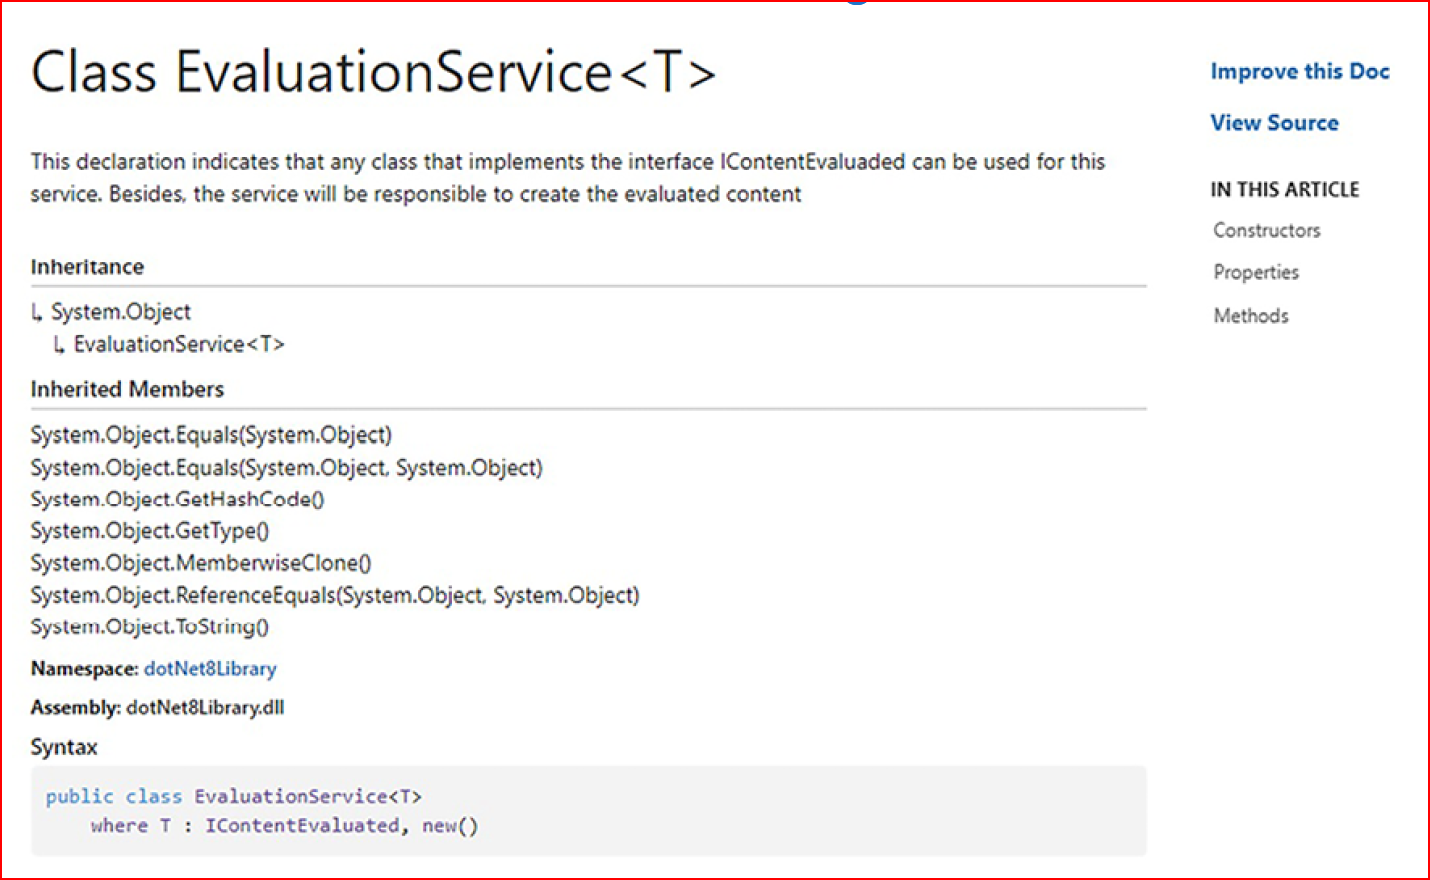 Class EvaluationService<T>
This declaration indicates that any class that implements the interface IContentEvaluaded can be used for this
service. Besides, the service will be responsible to create the evaluated content
Inheritance
↳ System.Object
↳ EvaluationService<T>
Inherited Members
System.Object.Equals(System.Object)
System.Object.Equals(System.Object, System.Object)
System.Object.GetHashCode()
System.Object.GetType()
System.Object.MemberwiseClone()
System.Object.ReferenceEquals(System.Object, System.Object)
System.Object.ToString()
Namespace: dotNet8Library
Assembly: dotNet8Library.dll
Syntax
public class EvaluationService<T>
where T : IContentEvaluated, new()
Improve this Doc
View Source
IN THIS ARTICLE
Constructors
Properties
Methods